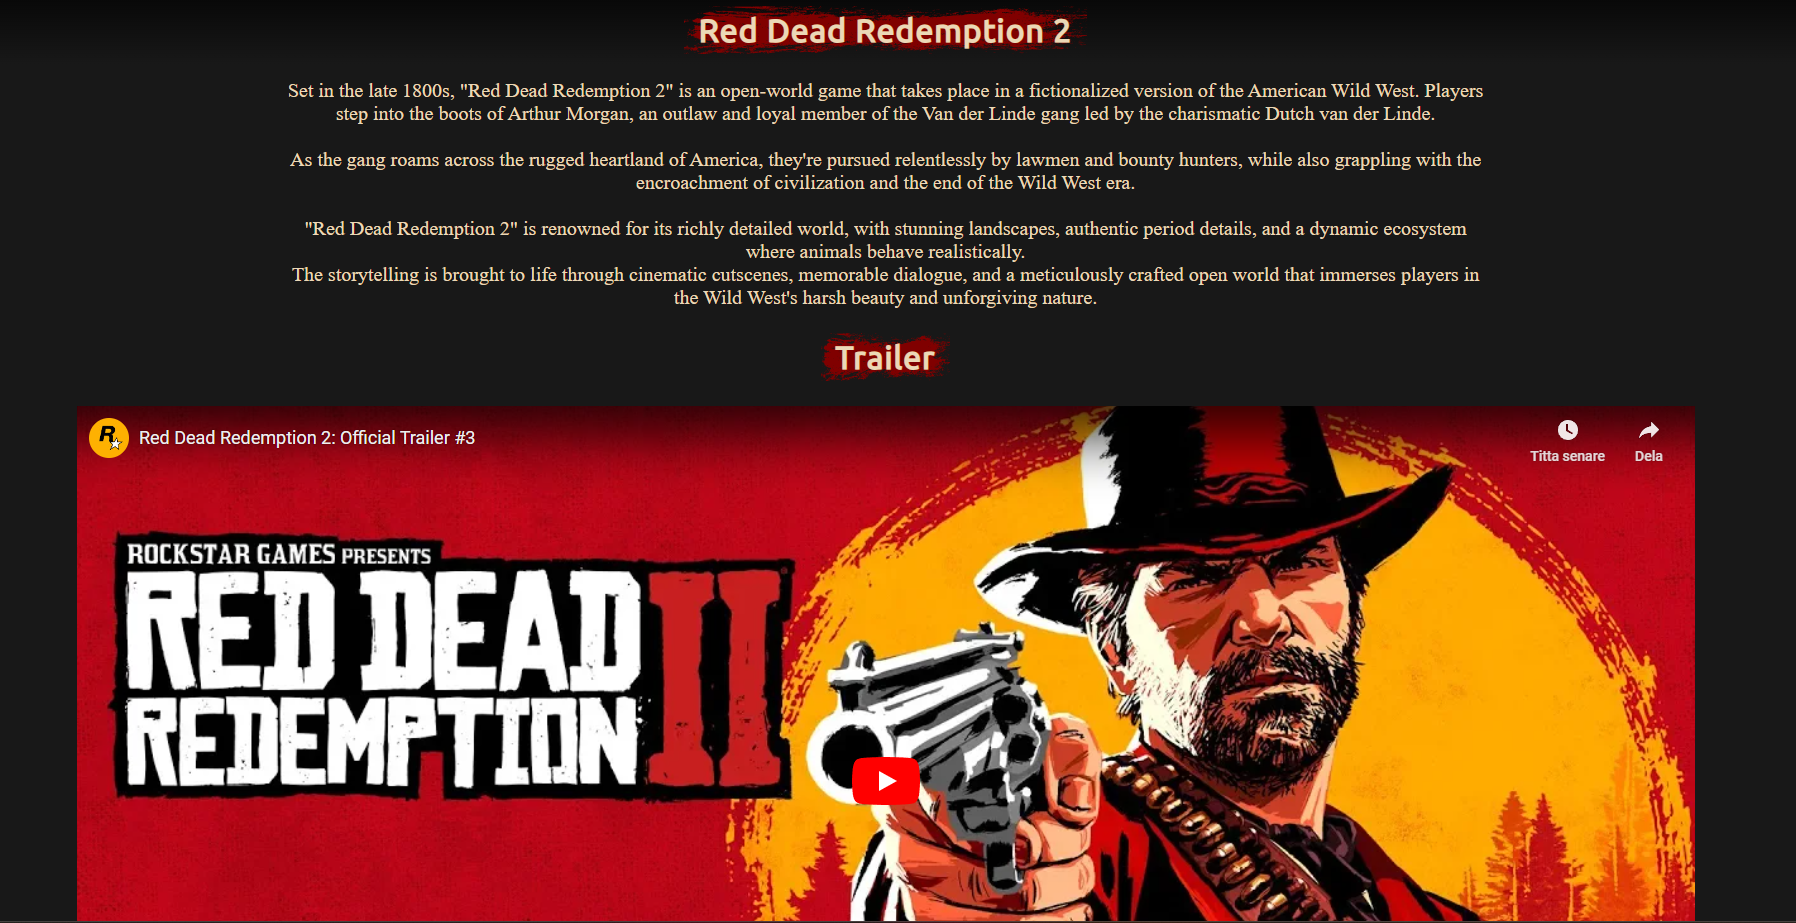 Red Dead Redemption 2
Set in the late 1800s, "Red Dead Redemption 2" is an open-world game that takes place in a fictionalized version of the American Wild West. Players
step into the boots of Arthur Morgan, an outlaw and loyal member of the Van der Linde gang led by the charismatic Dutch van der Linde.
As the gang roams across the rugged heartland of America, they're pursued relentlessly by lawmen and bounty hunters, while also grappling with the
encroachment of civilization and the end of the Wild West era.
"Red Dead Redemption 2" is renowned for its richly detailed world, with stunning landscapes, authentic period details, and a dynamic ecosystem
where animals behave realistically.
The storytelling is brought to life through cinematic cutscenes, memorable dialogue, and a meticulously crafted open world that immerses players in
the Wild West's harsh beauty and unforgiving nature.
Trailer
R
Red Dead Redemption 2: Official Trailer #3
Titta senare
Dela
ROCKSTAR GAMES PRESENTS
RED DEAD
REDEMPTION II